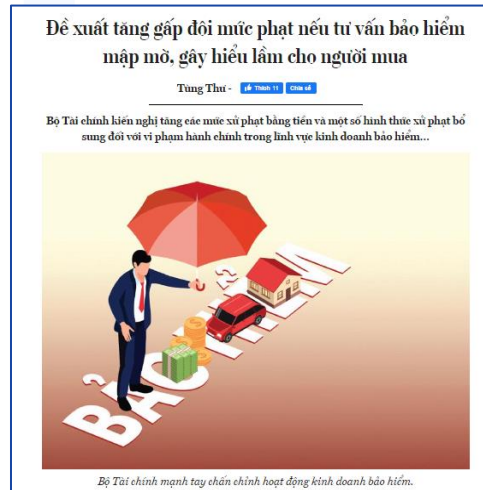 Đề xuất tăng gấp đôi mức phạt nếu tư vấn bảo hiểm
mập mờ, gây hiểu lầm cho người mua
Tùng Thư - Thích 11 Chia sẻ
Bộ Tài chính kiến nghị tăng các mức xử phạt bằng tiền và một số hình thức xử phạt bổ
sung đối với vi phạm hành chính trong lĩnh vực kinh doanh bảo hiểm...
BẢO HIỂM
Bộ Tài chính mạnh tay chấn chỉnh hoạt động kinh doanh bảo hiểm.